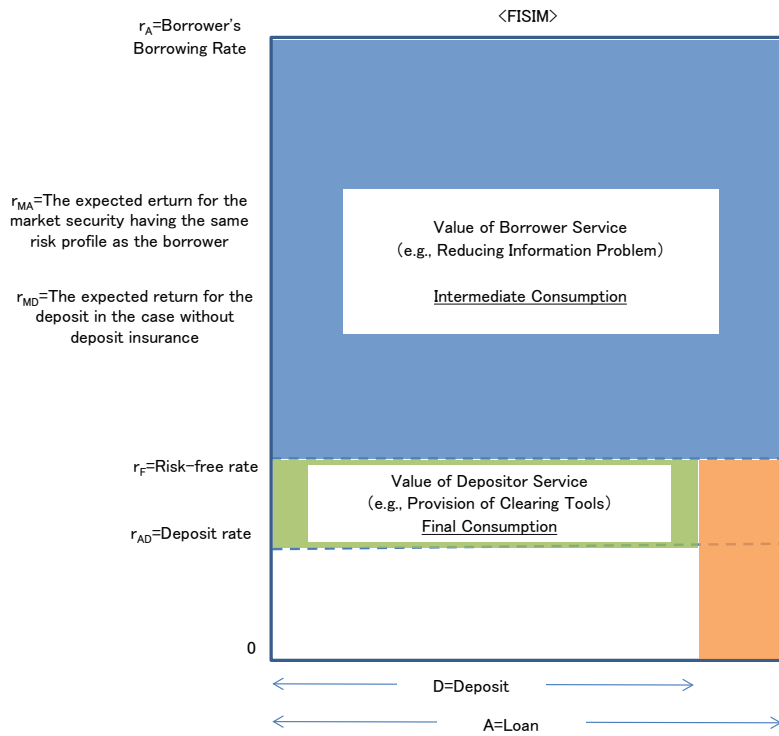 <FISIM>
rA=Borrower's
Borrowing Rate
rMA=The expected erturn for the
market security having the same
risk profile as the borrower
Value of Borrower Service
(e.g., Reducing Information Problem)
Intermediate Consumption
rMD=The expected return for the
deposit in the case without
deposit insurance
rF=Risk-free rate
Value of Depositor Service
(e.g., Provision of Clearing Tools)
Final Consumption
rAD=Deposit rate
0
D=Deposit
A=Loan